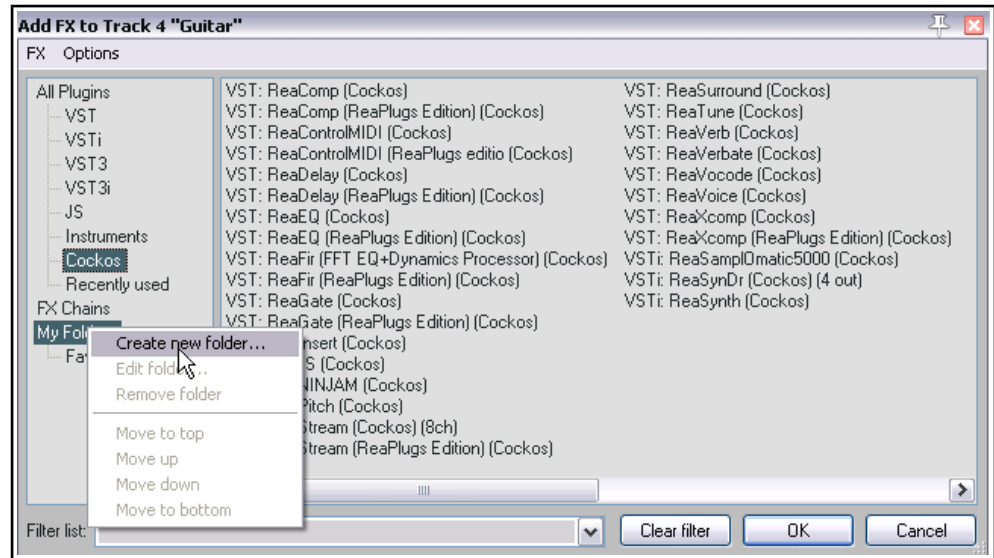 Add FX to Track 4 "Guitar"
FX Options
All Plugins
VST
VSTi
VST3
VST3i
JS
Instruments
Cockos
Recently used
FX Chains
My Fol
Fa
Create new folder...
Edit folder...
Remove folder
Move to top
Move up
Move down
Move to bottom
VST: ReaComp (Cockos)
VST: ReaComp (ReaPlugs Edition) (Cockos)
VST: ReaControlMIDI (Cockos)
VST: ReaControlMIDI (ReaPlugs editio (Cockos)
VST: ReaDelay (Cockos)
VST: ReaDelay (ReaPlugs Edition) (Cockos)
VST: ReaEQ (Cockos)
VST: ReaEQ (ReaPlugs Edition) (Cockos)
VST: ReaFir (FFT EQ+Dynamics Processor) (Cockos)
VST: ReaFir (ReaPlugs Edition) (Cockos)
VST: ReaGate (Cockos)
VST: ReaGate (ReaPlugs Edition) (Cockos)
nsert (Cockos)
S (Cockos)
NINJAM (Cockos)
Pitch (Cockos)
Stream (Cockos) (8ch)
Stream (ReaPlugs Edition) (Cockos)
VST: ReaSurround (Cockos)
VST: ReaTune (Cockos)
VST: ReaVerb (Cockos)
VST: ReaVerbate (Cockos)
VST: ReaVocode (Cockos)
VST: ReaVoice (Cockos)
VST: ReaXcomp (Cockos)
VST: ReaXcomp (ReaPlugs Edition) (Cockos)
VSTi: ReaSamplOmatic5000 (Cockos)
VSTi: ReaSynDr (Cockos) (4 out)
VSTi: ReaSynth (Cockos)
Filter list:
Clear filter
OK
Cancel